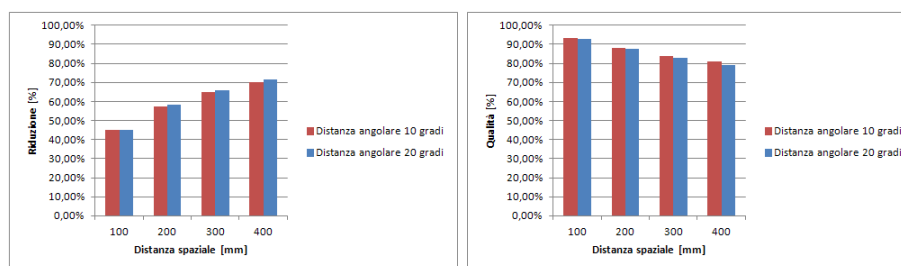 100,00%
90,00%
80,00%
70,00%
60,00%
50,00%
40,00%
30,00%
20,00%
10,00%
0,00%
Riduzione [%]
100 200 300 400
Distanza spaziale [mm]
Distanza angolare 10 gradi
Distanza angolare 20 gradi
100,00%
90,00%
80,00%
70,00%
60,00%
50,00%
40,00%
30,00%
20,00%
10,00%
0,00%
Qualità [%]
100 200 300 400
Distanza spaziale [mm]
Distanza angolare 10 gradi
Distanza angolare 20 gradi